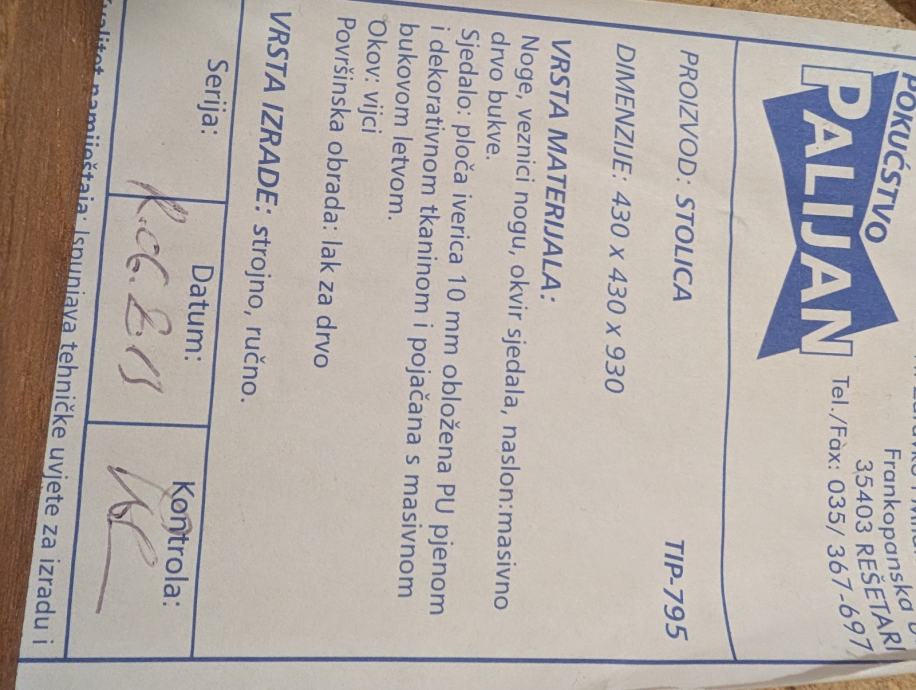 POKUĆSTVO
PALIJAN
Frankopanska
35403 REŠETARI
Tel./Fax: 035/ 367-697
PROIZVOD: STOLICA TIP-795
DIMENZIJE: 430 x 430 x 930
VRSTA MATERIJALA:
Noge, veznici nogu, okvir sjedala, naslon:masivno
drvo bukve.
Sjedalo: ploča iverica 10 mm obložena PU pjenom
i dekorativnom tkaninom i pojačana s masivnom
bukovom letvom.
Okov: vijci
Površinska obrada: lak za drvo
VRSTA IZRADE: strojno, ručno.
Serija: Datum: Kontrola:
namještaja: Ispunjava tehničke uvjete za izradu i